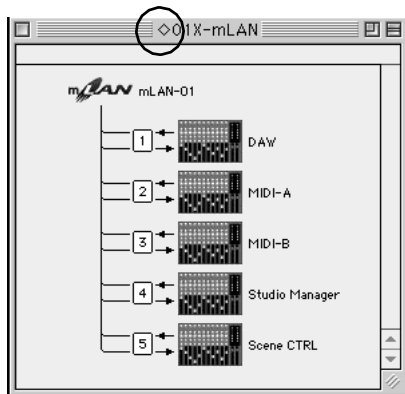 ◇01X-mLAN
mLAN mLAN-01
1 DAW
2 MIDI-A
3 MIDI-B
4 Studio Manager
5 Scene CTRL